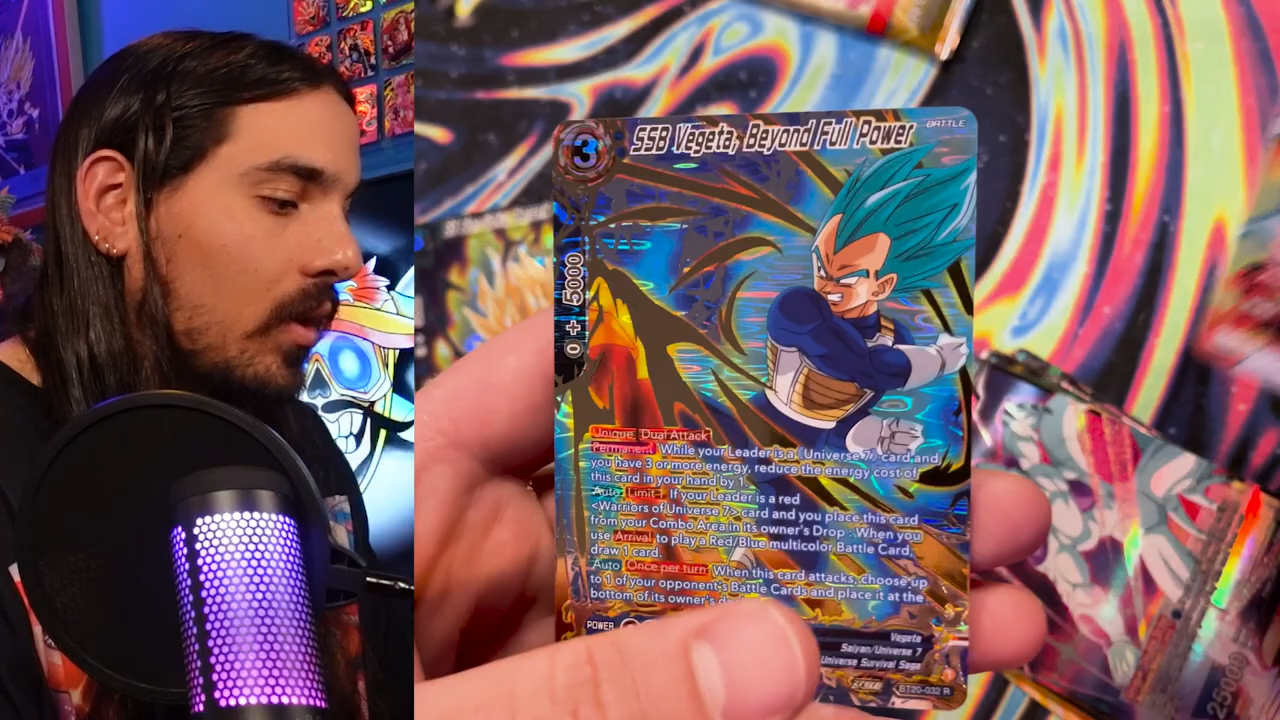 3
SSB Vegeta, Beyond Full Power
BATTLE
0 + 5000
Unique Dual Attack
Permanent While your Leader is a 《Universe 7》 card and
you have 3 or more energy, reduce the energy cost of
this card in your hand by 1.
Auto Limit 1 If your Leader is a red
<Warriors of Universe 7> card and you place this card
from your Combo Area in its owner's Drop : When you
use Arrival to play a Red/Blue multicolor Battle Card,
draw 1 card.
Auto Once per turn When this card attacks, choose up
to 1 of your opponent's Battle Cards and place it at the
bottom of its owner's
POWER
Vegeta
Saiyan/Universe 7
Universe Survival Saga
BT20-032 R
25000